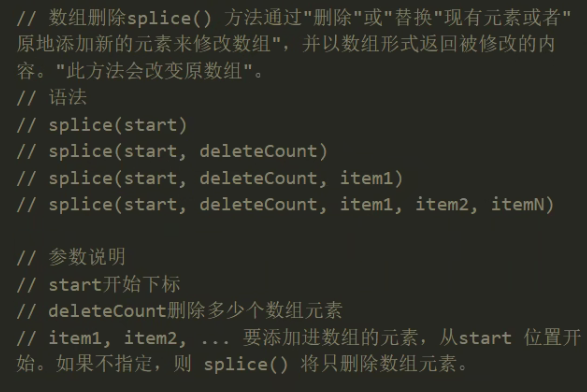 // 数组删除splice() 方法通过"删除"或"替换"现有元素或者"
原地添加新的元素来修改数组"，并以数组形式返回被修改的内
容。"此方法会改变原数组"。
// 语法
// splice(start)
// splice(start, deleteCount)
// splice(start, deleteCount, item1)
// splice(start, deleteCount, item1, item2, itemN)
// 参数说明
// start开始下标
// deleteCount删除多少个数组元素
// item1, item2, ... 要添加进数组的元素，从start 位置开
始。如果不指定，则 splice() 将只删除数组元素。